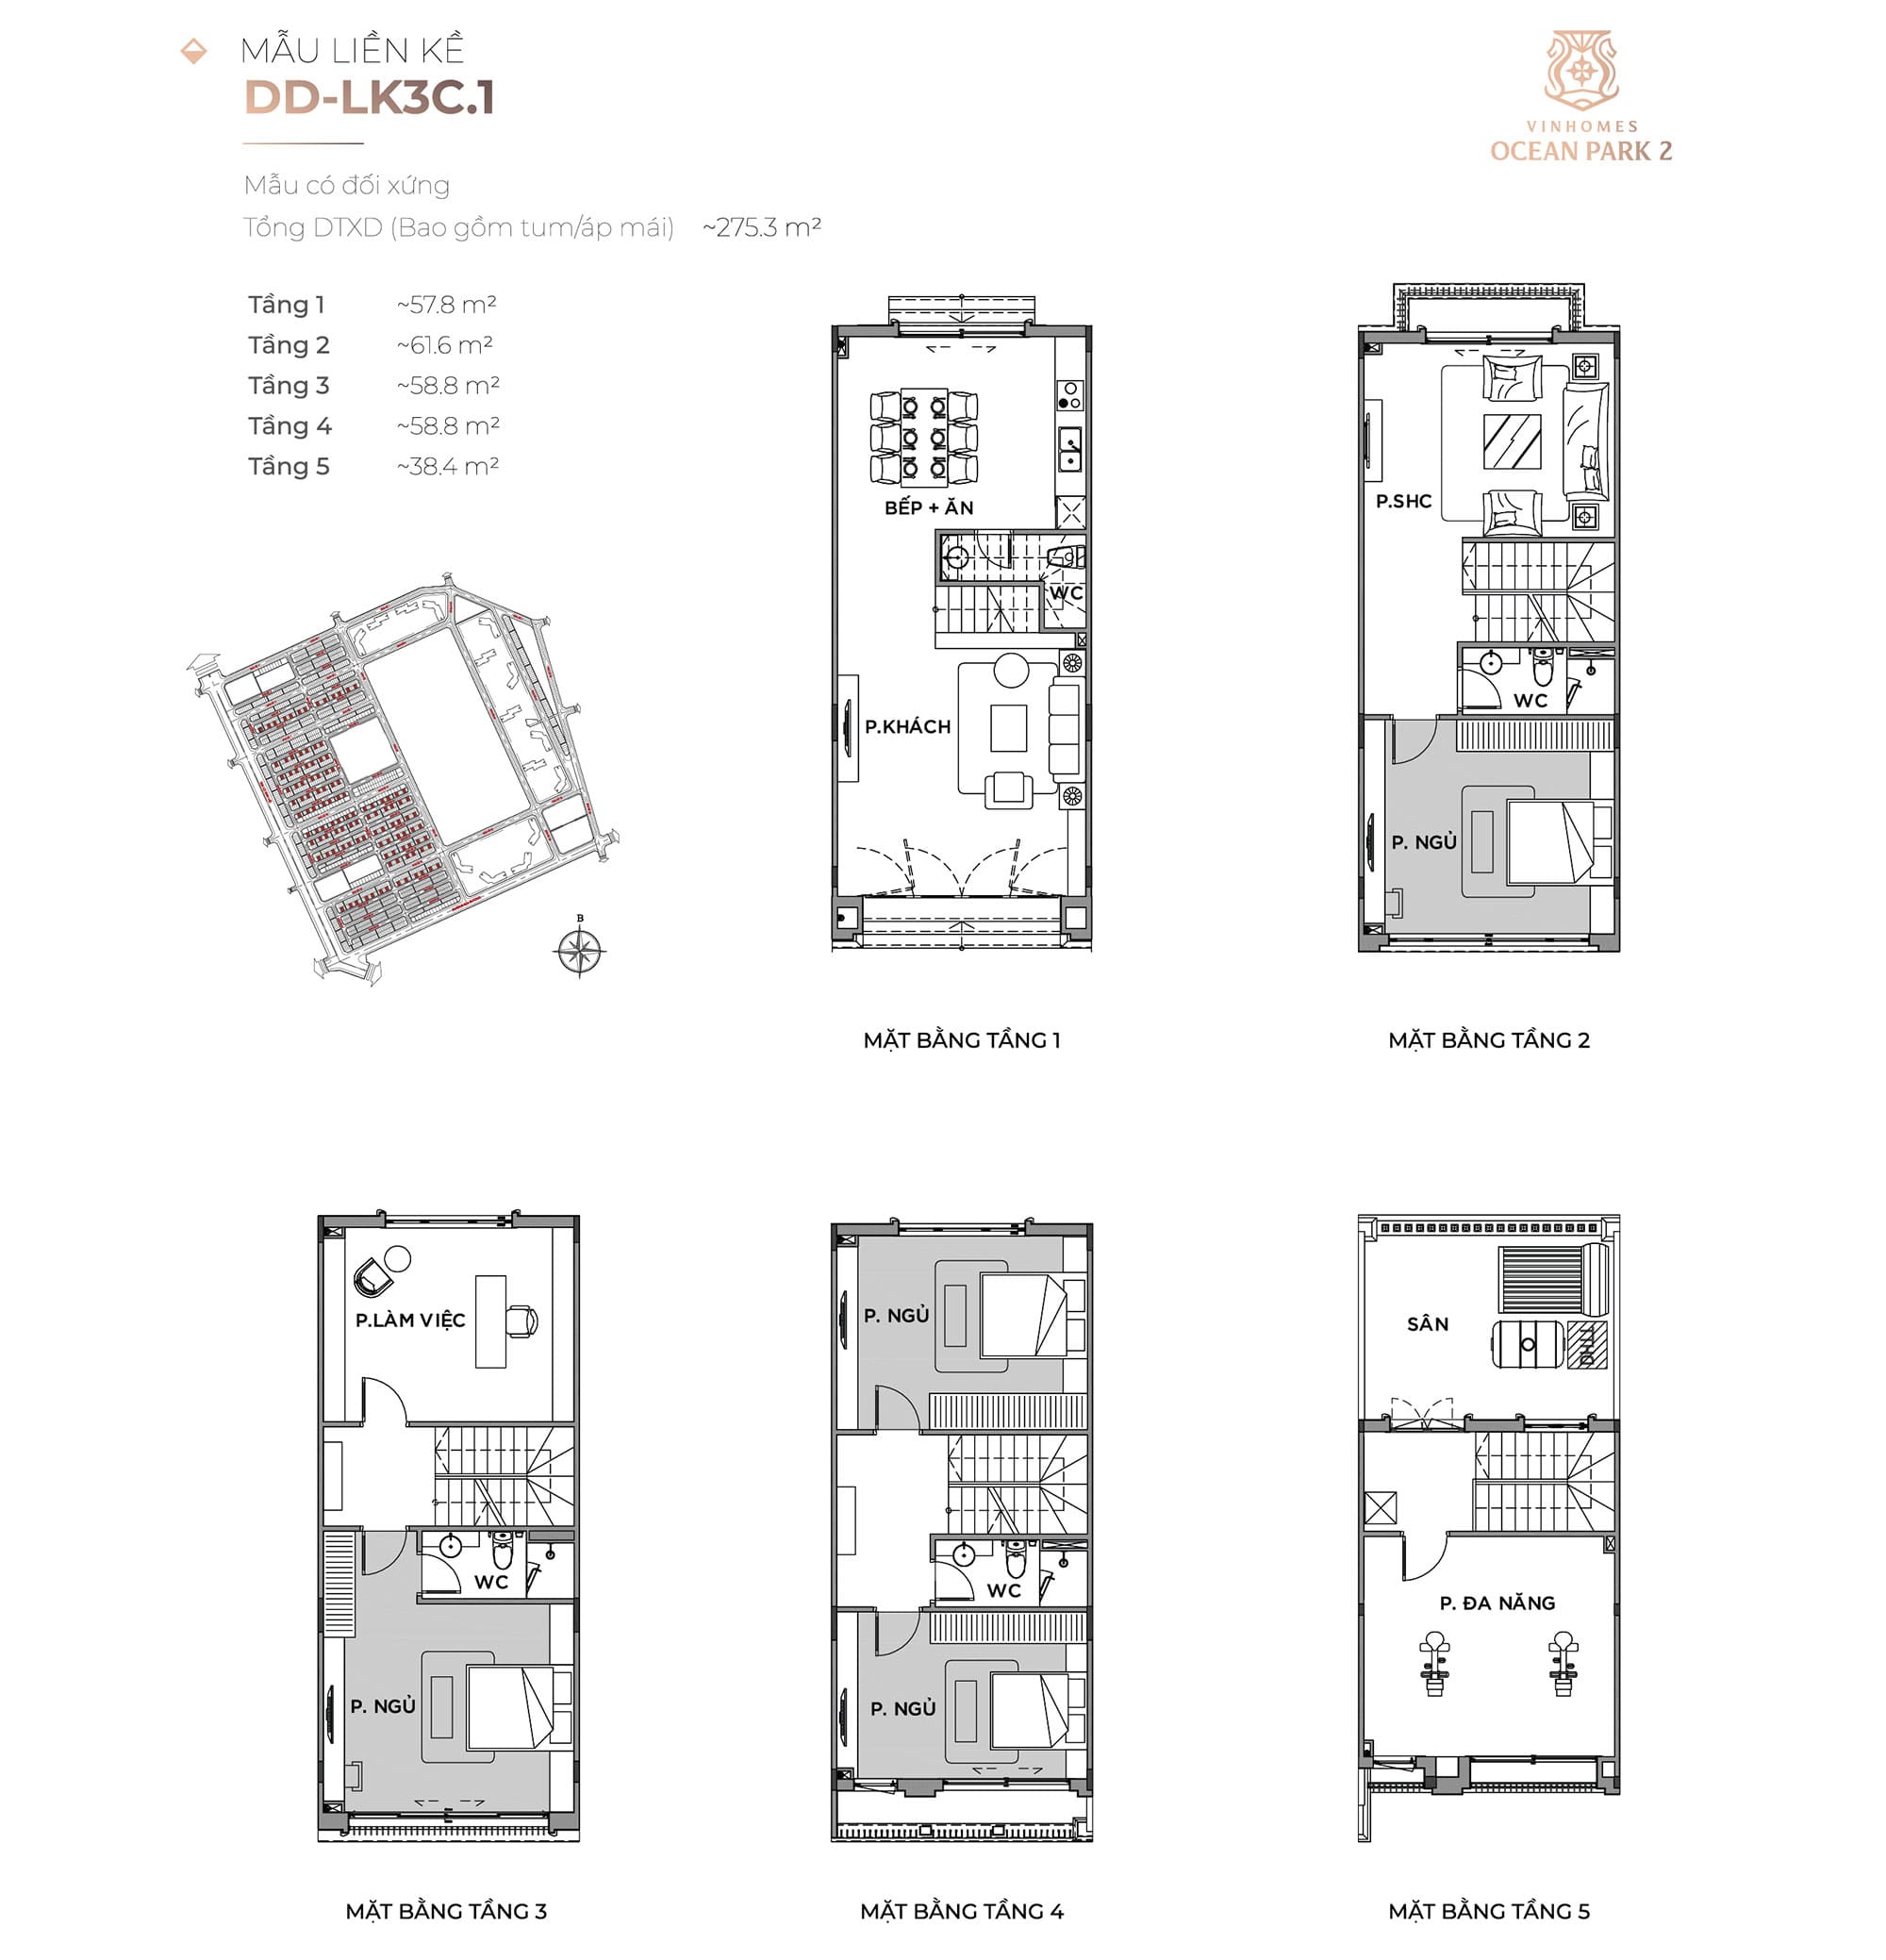 MẪU LIỀN KỀ
DD-LK3C.1
VINHOMES
OCEAN PARK 2
Mẫu có đối xứng
Tổng DTXD (Bao gồm tum/áp mái) ~275.3 m²
Tầng 1 ~57.8 m²
Tầng 2 ~61.6 m²
Tầng 3 ~58.8 m²
Tầng 4 ~58.8 m²
Tầng 5 ~38.4 m²
B
BẾP + ĂN
WC
P.KHÁCH
MẶT BẰNG TẦNG 1
P.SHC
WC
P. NGỦ
MẶT BẰNG TẦNG 2
P.LÀM VIỆC
WC
P. NGỦ
MẶT BẰNG TẦNG 3
P. NGỦ
WC
P. NGỦ
MẶT BẰNG TẦNG 4
SÂN
P. ĐA NĂNG
MẶT BẰNG TẦNG 5